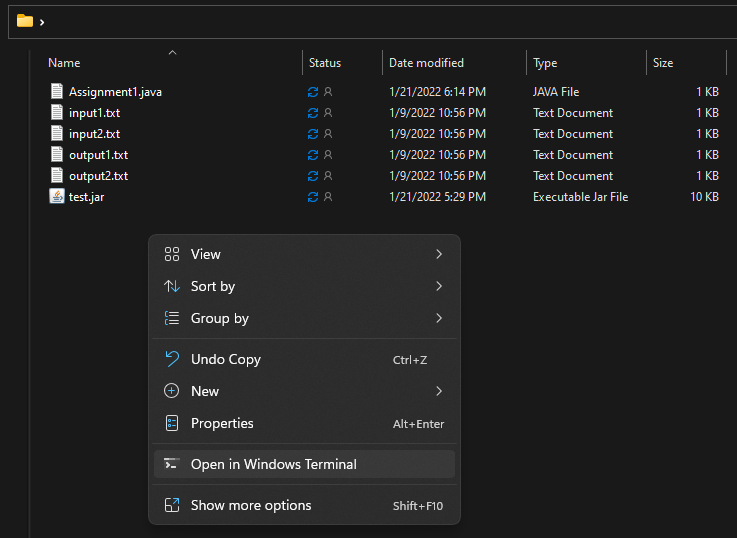 Name Status Date modified Type Size
Assignment1.java 1/21/2022 6:14 PM JAVA File 1 KB
input1.txt 1/9/2022 10:56 PM Text Document 1 KB
input2.txt 1/9/2022 10:56 PM Text Document 1 KB
output1.txt 1/9/2022 10:56 PM Text Document 1 KB
output2.txt 1/9/2022 10:56 PM Text Document 1 KB
test.jar 1/21/2022 5:29 PM Executable Jar File 10 KB
View
Sort by
Group by
Undo Copy Ctrl+Z
New
Properties Alt+Enter
Open in Windows Terminal
Show more options Shift+F10